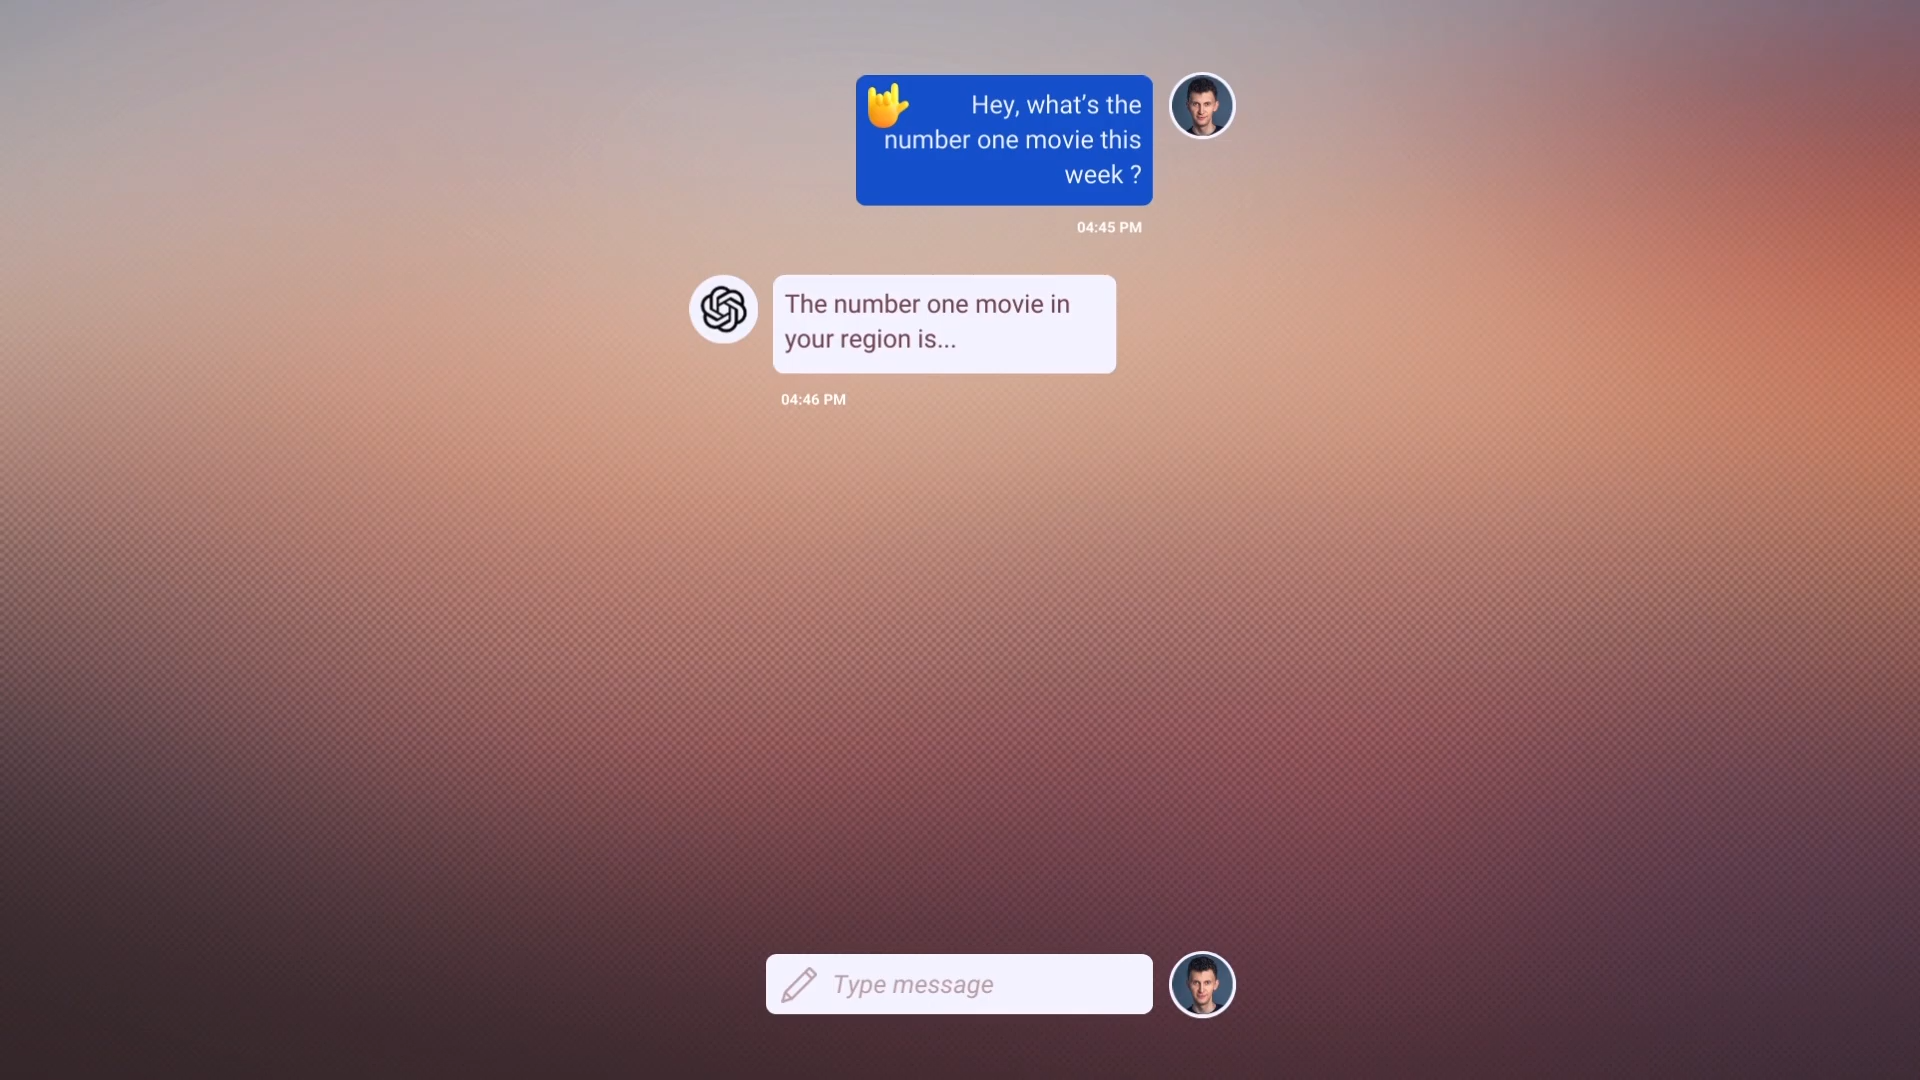 Hey, what’s the
number one movie this
week ?
04:45 PM
The number one movie in
your region is...
04:46 PM
Type message